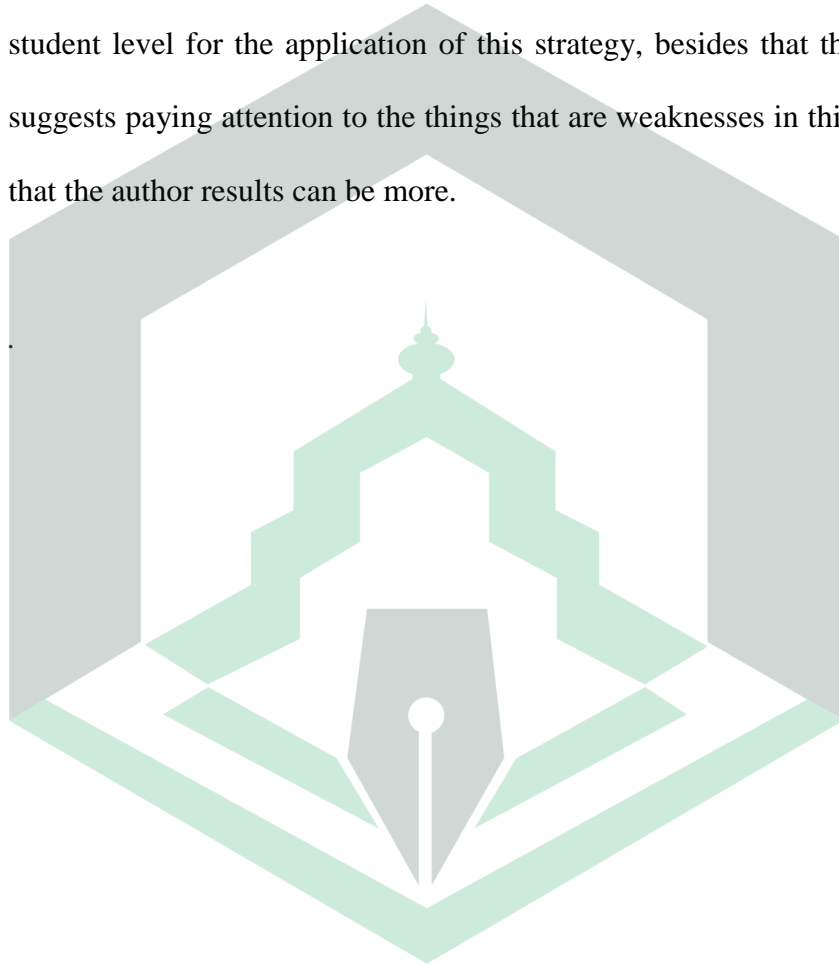 student level for the application of this strategy, besides that th
suggests paying attention to the things that are weaknesses in thi
that the author results can be more.
.